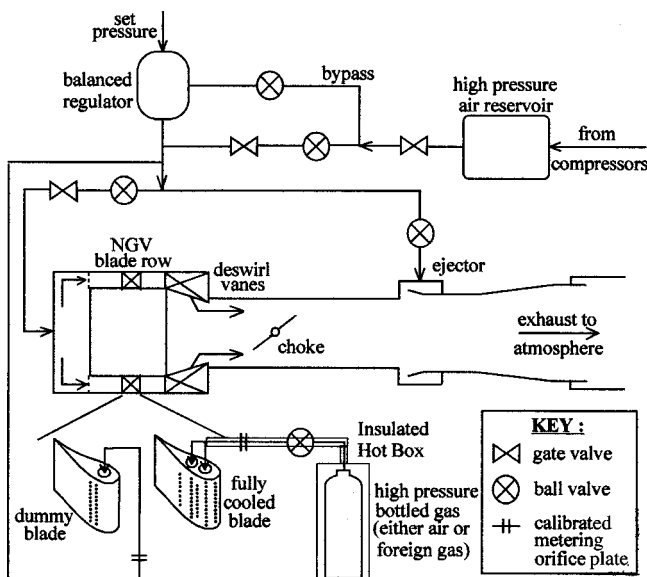 set
pressure
balanced
regulator
bypass
high pressure
air reservoir
from
compressors
NGV
blade row
deswirl
vanes
ejector
choke
exhaust to
atmosphere
Insulated
Hot Box
dummy
blade
fully
cooled
blade
high pressure
bottled gas
(either air or
foreign gas)
KEY :
gate valve
ball valve
calibrated
metering
orifice plate